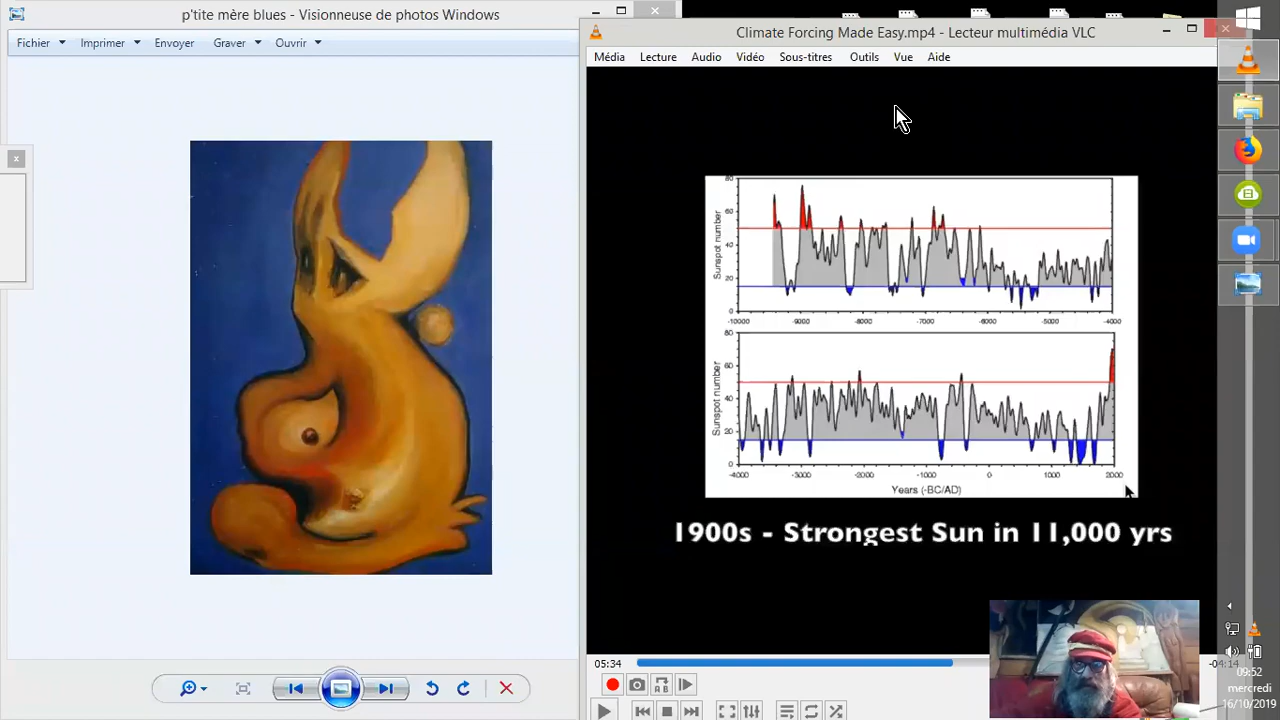 p'tite mère blues - Visionneuse de photos Windows
Fichier Imprimer Envoyer Graver Ouvrir
Climate Forcing Made Easy.mp4 - Lecteur multimédia VLC
Média Lecture Audio Vidéo Sous-titres Outils Vue Aide
80
60
40
20
0
Sunspot number
-10000 -9000 -8000 -7000 -6000 -5000 -4000
80
60
40
20
0
Sunspot number
-4000 -3000 -2000 -1000 0 1000 2000
Years (-BC/AD)
1900s - Strongest Sun in 11,000 yrs
05:34
-04:14
09:52
mercredi
16/10/2019